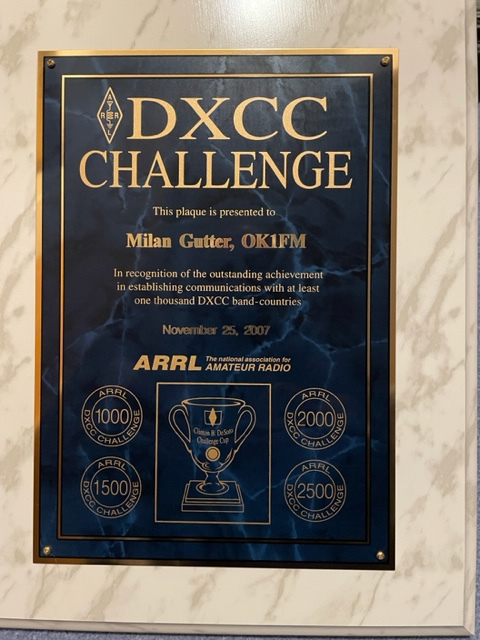 ARRL
DXCC
CHALLENGE
This plaque is presented to
Milan Gutter, OK1FM
In recognition of the outstanding achievement
in establishing communications with at least
one thousand DXCC band-countries
November 25, 2007
ARRL The national association for
AMATEUR RADIO
ARRL
1000
DXCC CHALLENGE
Clinton B. DeSoto
Challenge Cup
ARRL
2000
DXCC CHALLENGE
ARRL
1500
DXCC CHALLENGE
ARRL
2500
DXCC CHALLENGE